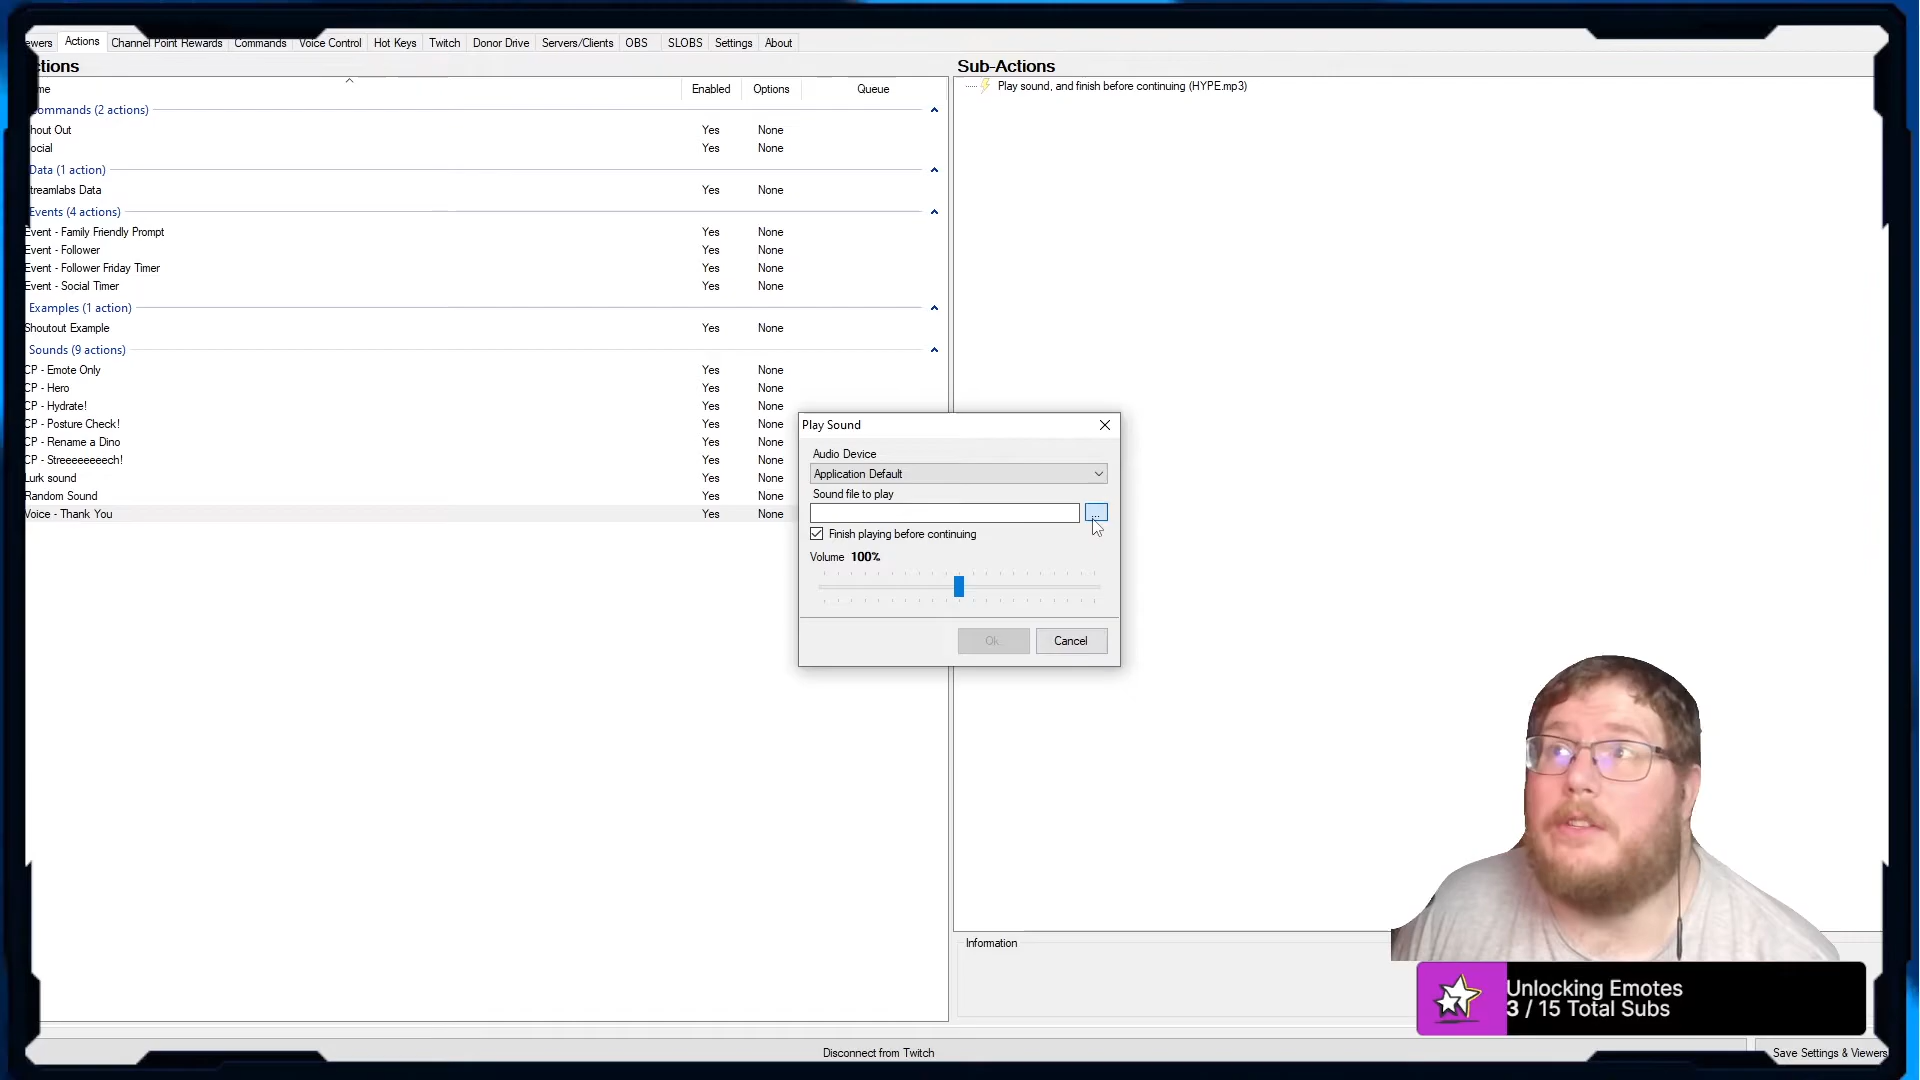 ewers Actions Channel Point Rewards Commands Voice Control Hot Keys Twitch Donor Drive Servers/Clients OBS SLOBS Settings About
ctions
me Enabled Options Queue
ommands (2 actions)
hout Out Yes None
ocial Yes None
Data (1 action)
treamlabs Data Yes None
Events (4 actions)
Event - Family Friendly Prompt Yes None
Event - Follower Yes None
Event - Follower Friday Timer Yes None
Event - Social Timer Yes None
Examples (1 action)
Shoutout Example Yes None
Sounds (9 actions)
CP - Emote Only Yes None
CP - Hero Yes None
CP - Hydrate! Yes None
CP - Posture Check! Yes None
CP - Rename a Dino Yes None
CP - Streeeeeeeech! Yes None
Lurk sound Yes None
Random Sound Yes None
Voice - Thank You Yes None
Sub-Actions
Play sound, and finish before continuing (HYPE.mp3)
Play Sound
Audio Device
Application Default
Sound file to play
...
Finish playing before continuing
Volume 100%
Ok Cancel
Information
Unlocking Emotes
3 / 15 Total Subs
Disconnect from Twitch Save Settings & Viewers